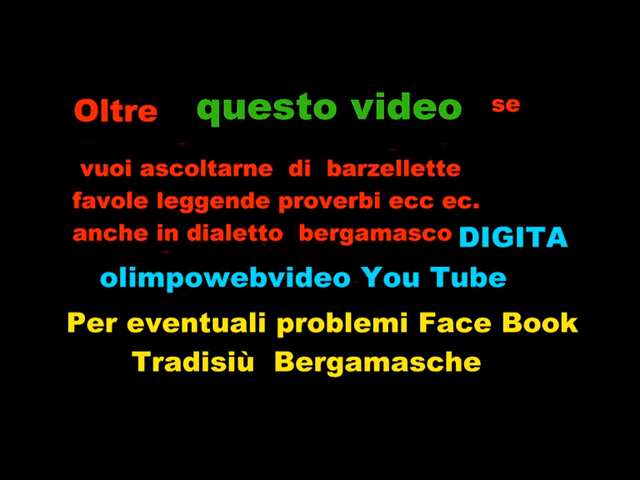 Oltre questo video se
vuoi ascoltarne di barzellette
favole leggende proverbi ecc ec.
anche in dialetto bergamasco DIGITA
olimpowebvideo You Tube
Per eventuali problemi Face Book
Tradisiù Bergamasche